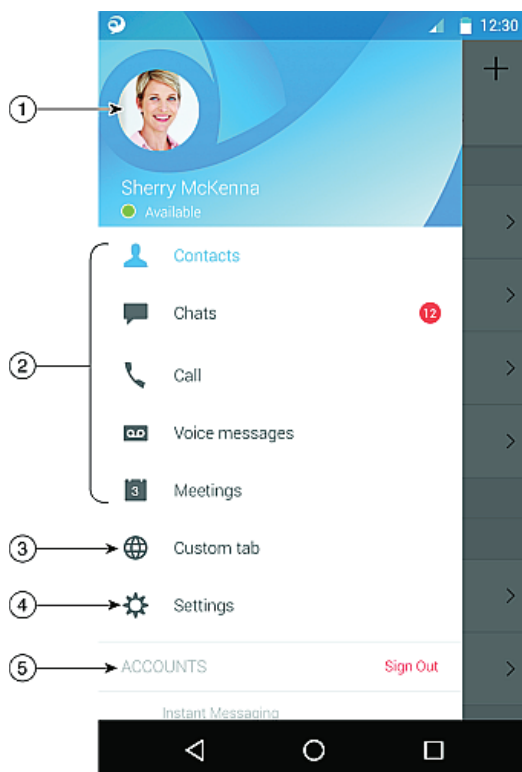 12:30
1
Sherry McKenna
Available
Contacts
Chats 12
2
Call
Voice messages
3 Meetings
3 Custom tab
4 Settings
5 ACCOUNTS Sign Out
Instant Messaging